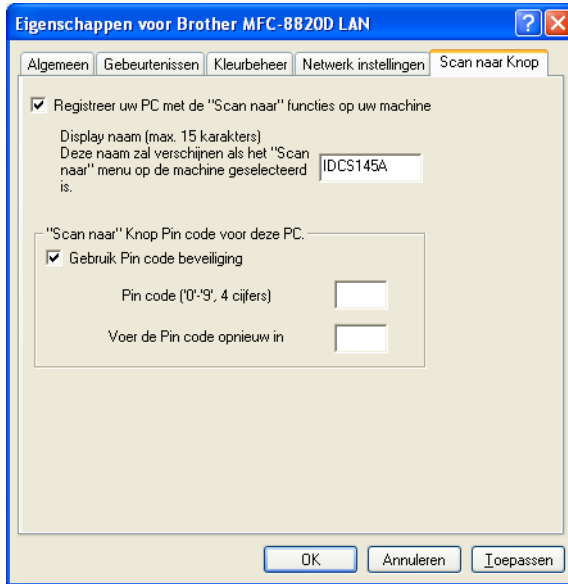 Eigenschappen voor Brother MFC-8820D LAN
Algemeen
Gebeurtenissen
Kleurbeheer
Netwerk instellingen
Scan naar Knop
Registreer uw PC met de "Scan naar" functies op uw machine
Display naam (max. 15 karakters)
Deze naam zal verschijnen als het "Scan
naar" menu op de machine geselecteerd
is.
IDCS145A
"Scan naar" Knop Pin code voor deze PC.
Gebruik Pin code beveiliging
Pin code ('0'-'9', 4 cijfers)
Voer de Pin code opnieuw in
OK
Annuleren
Toepassen